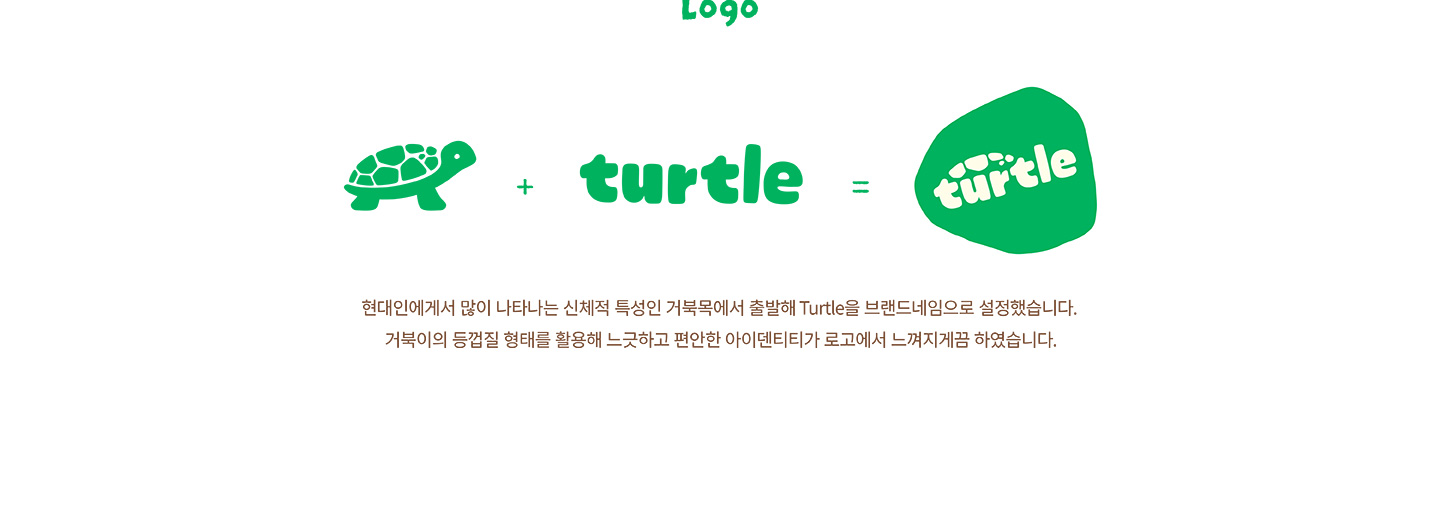 Logo
turtle
+
=
turtle
현대인에게서 많이 나타나는 신체적 특성인 거북목에서 출발해 Turtle을 브랜드네임으로 설정했습니다.
거북이의 등껍질 형태를 활용해 느긋하고 편안한 아이덴티티가 로고에서 느껴지게끔 하였습니다.